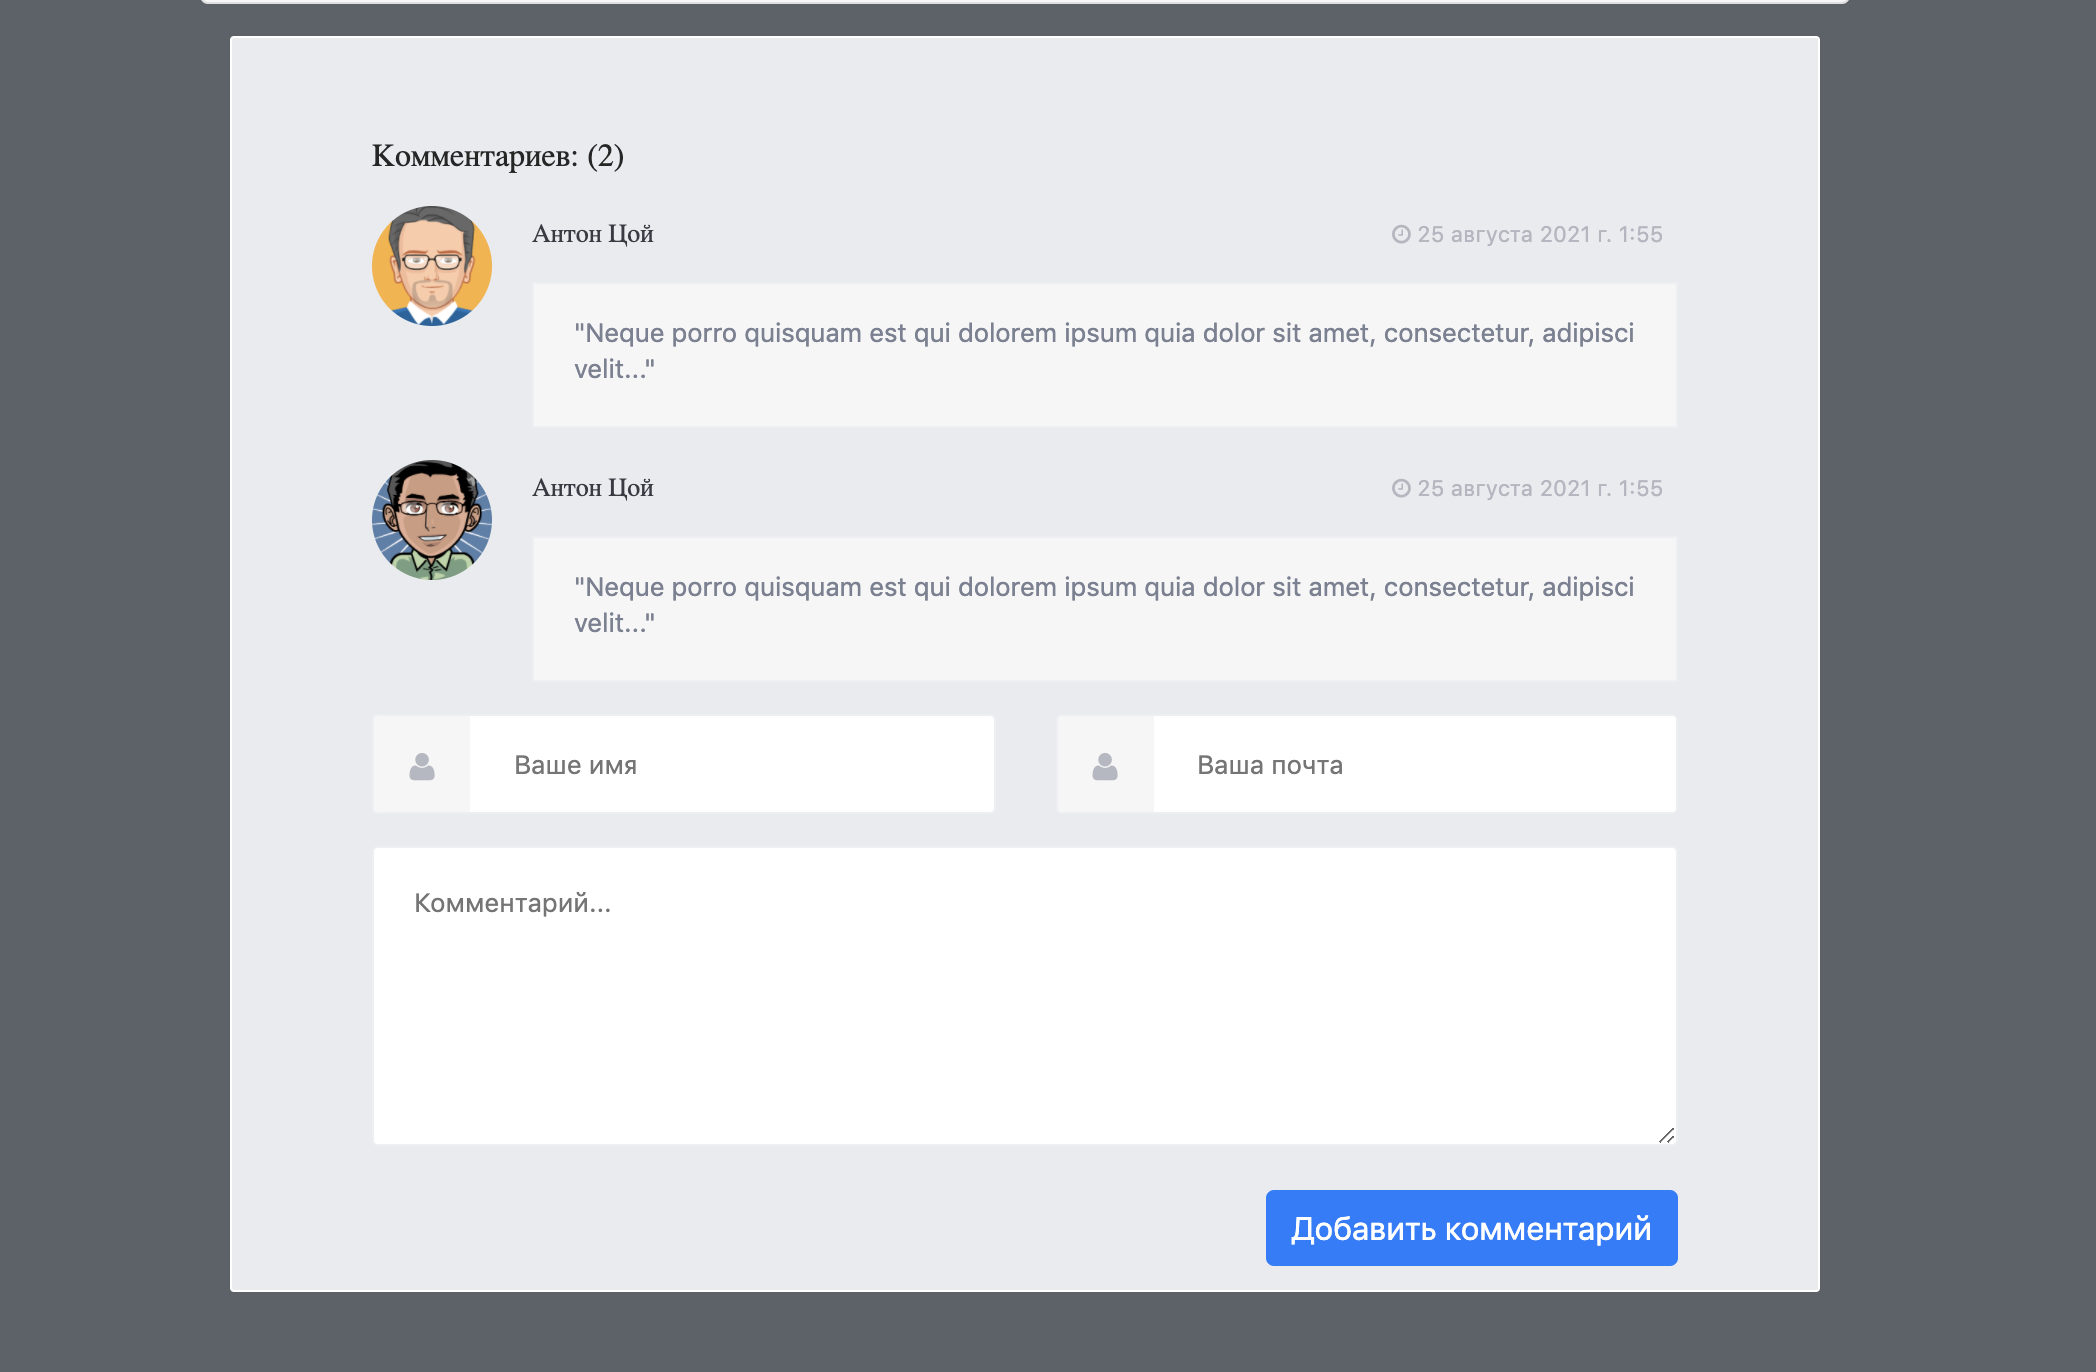 Комментариев: (2)
Антон Цой
25 августа 2021 г. 1:55
"Neque porro quisquam est qui dolorem ipsum quia dolor sit amet, consectetur, adipisci
velit..."
Антон Цой
25 августа 2021 г. 1:55
"Neque porro quisquam est qui dolorem ipsum quia dolor sit amet, consectetur, adipisci
velit..."
Ваше имя
Ваша почта
Комментарий...
Добавить комментарий